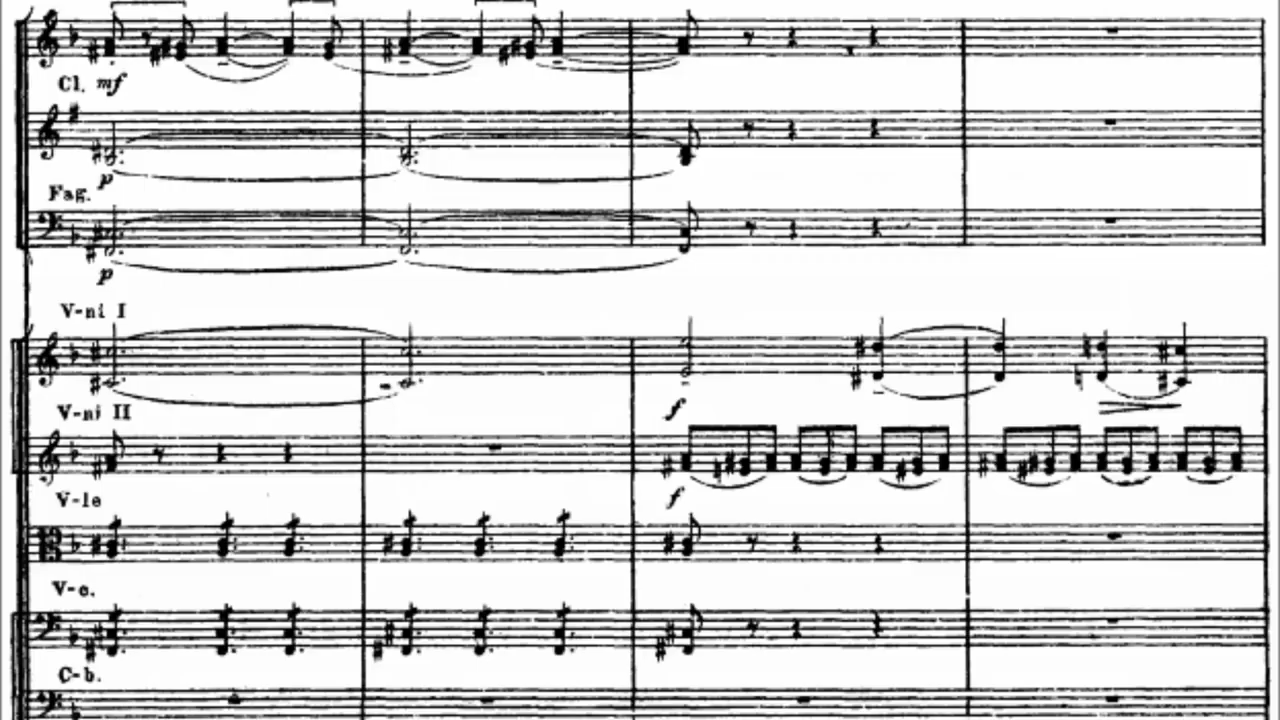 Cl. mf
p
Fag.
p
V-ni I
V-ni II
f
V-le
f
V-c.
C-b.